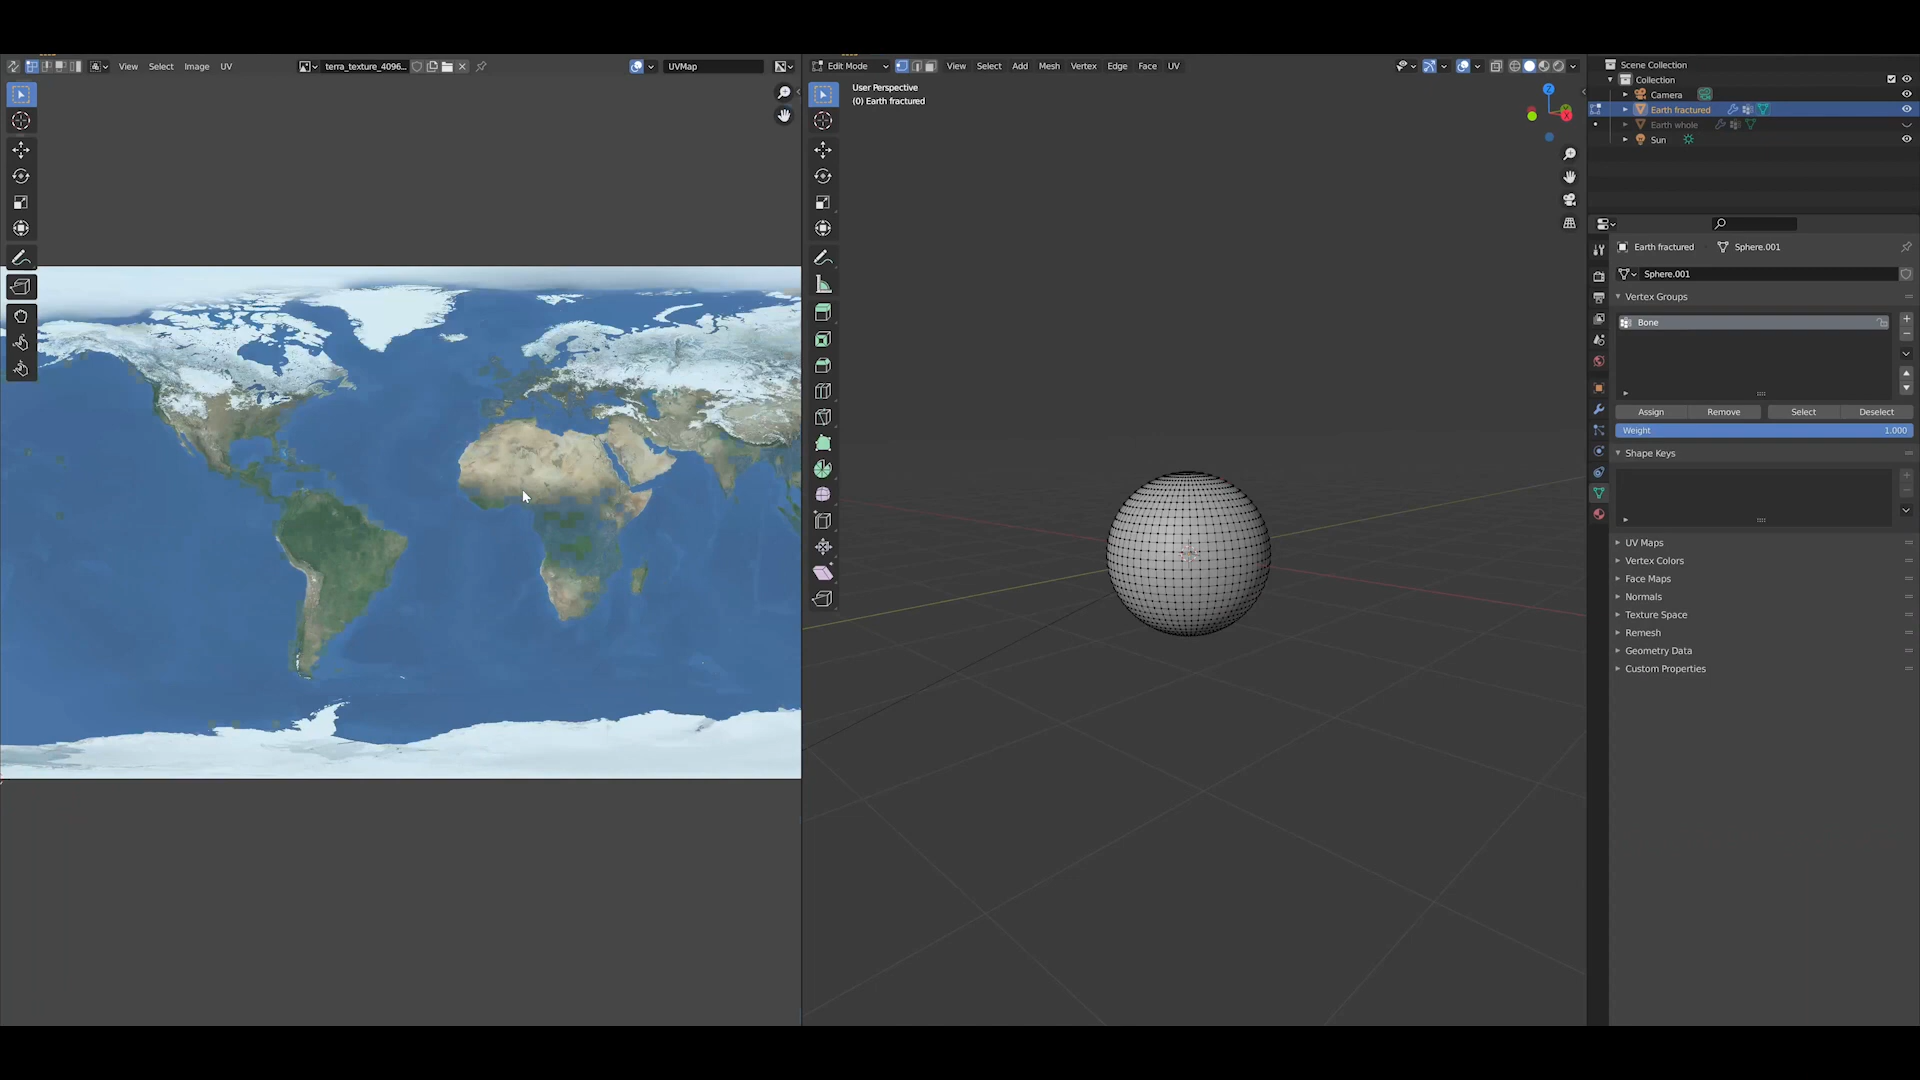 View Select Image UV terra_texture_4096... UVMap
Edit Mode View Select Add Mesh Vertex Edge Face UV
User Perspective
(0) Earth fractured
Z
X
Scene Collection
Collection
Camera
Earth fractured
Earth whole
Sun
Earth fractured Sphere.001
Sphere.001
Vertex Groups
Bone
Assign Remove Select Deselect
Weight 1.000
Shape Keys
UV Maps
Vertex Colors
Face Maps
Normals
Texture Space
Remesh
Geometry Data
Custom Properties